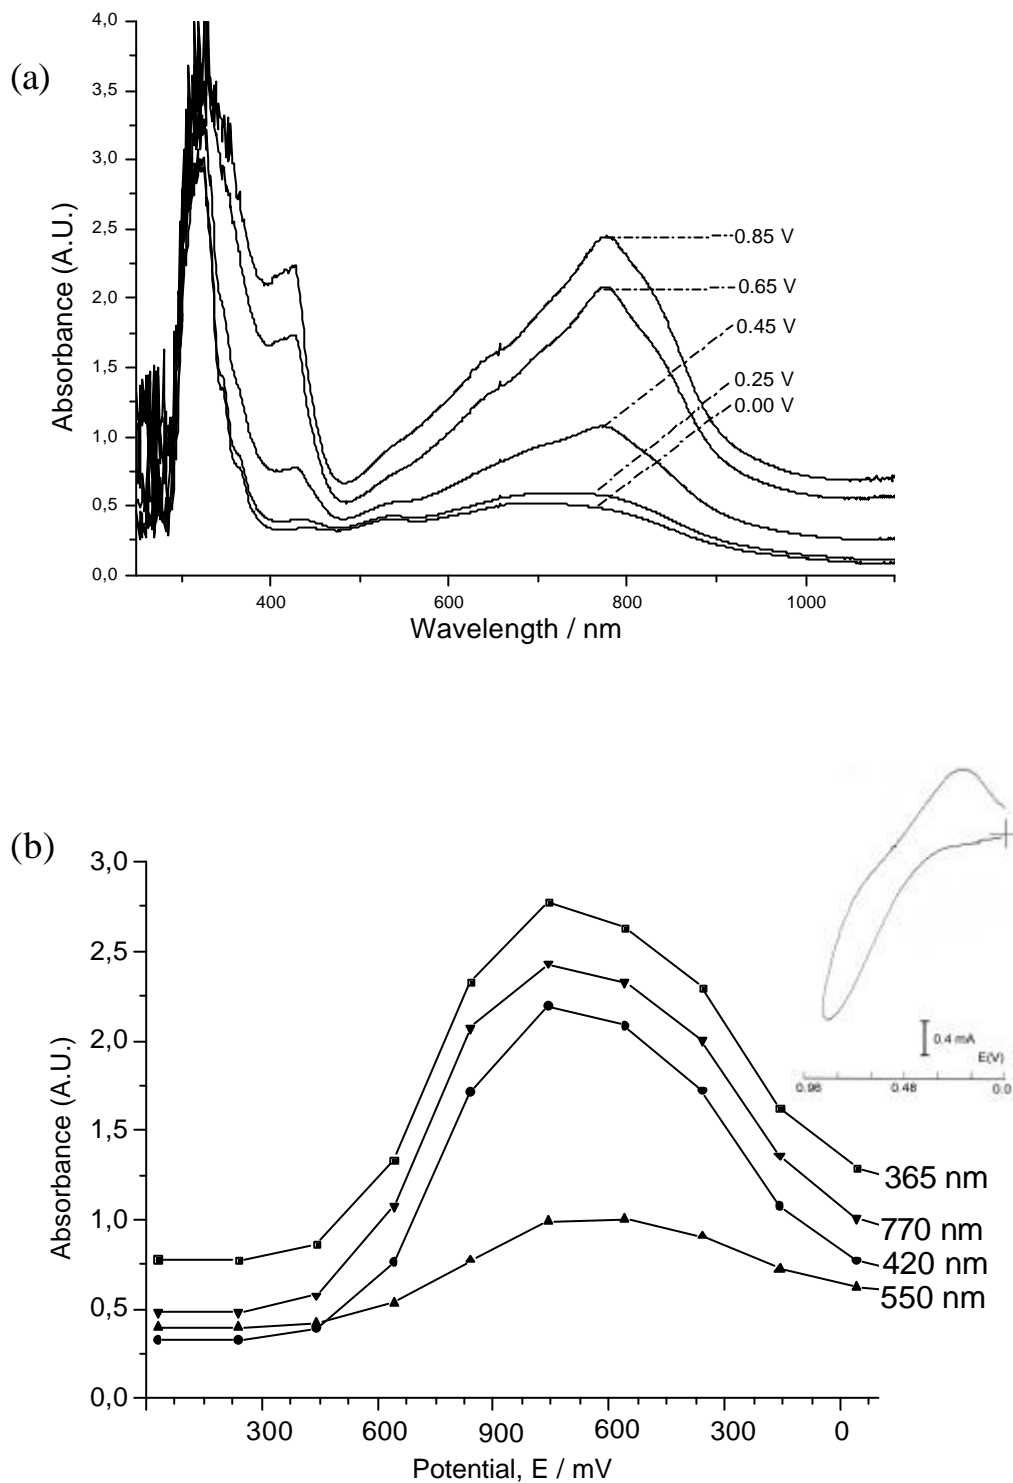 (a)
4,0
3,5
3,0
2,5
2,0
1,5
1,0
0,5
0,0
Absorbance (A.U.)
0.85 V
0.65 V
0.45 V
0.25 V
0.00 V
400
600
800
1000
Wavelength / nm
(b)
3,0
2,5
2,0
1,5
1,0
0,5
0,0
Absorbance (A.U.)
0.4 mA
E(V)
0.96
0.48
0.0
365 nm
770 nm
420 nm
550 nm
300
600
900
600
300
0
Potential, E / mV